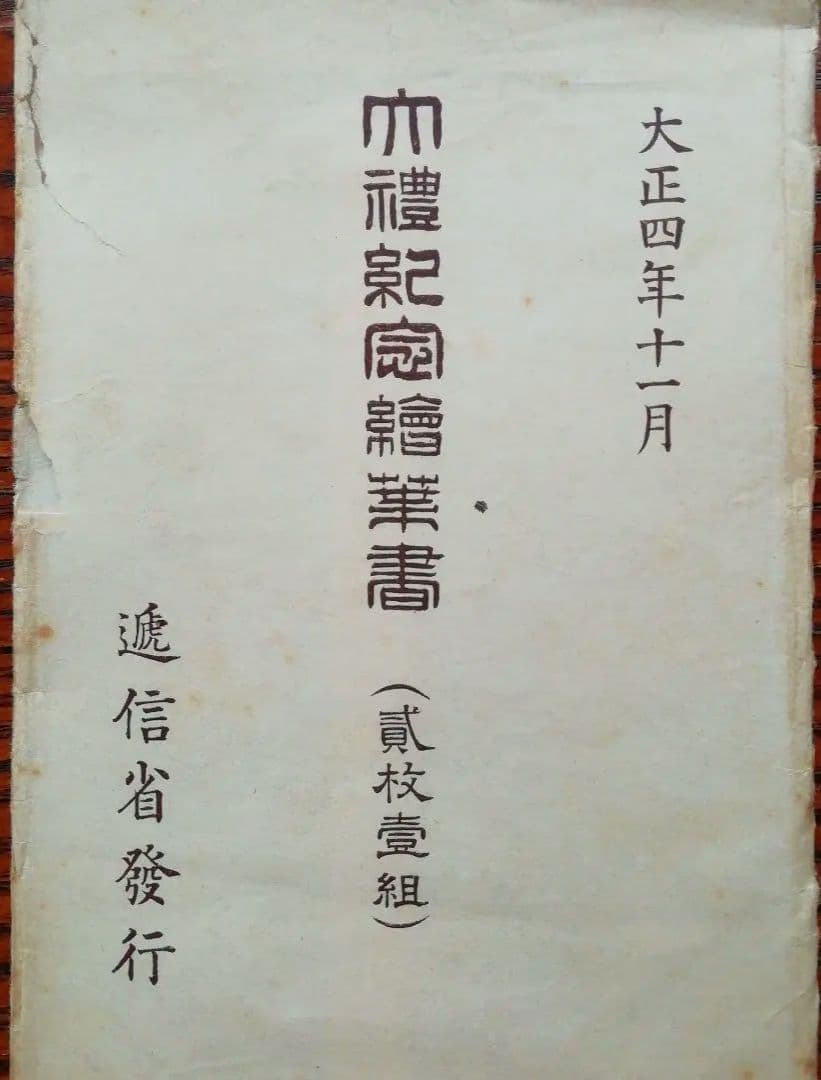 大正四年十一月
大禮紀念繪葉書
(貳枚壹組)
遞信省發行